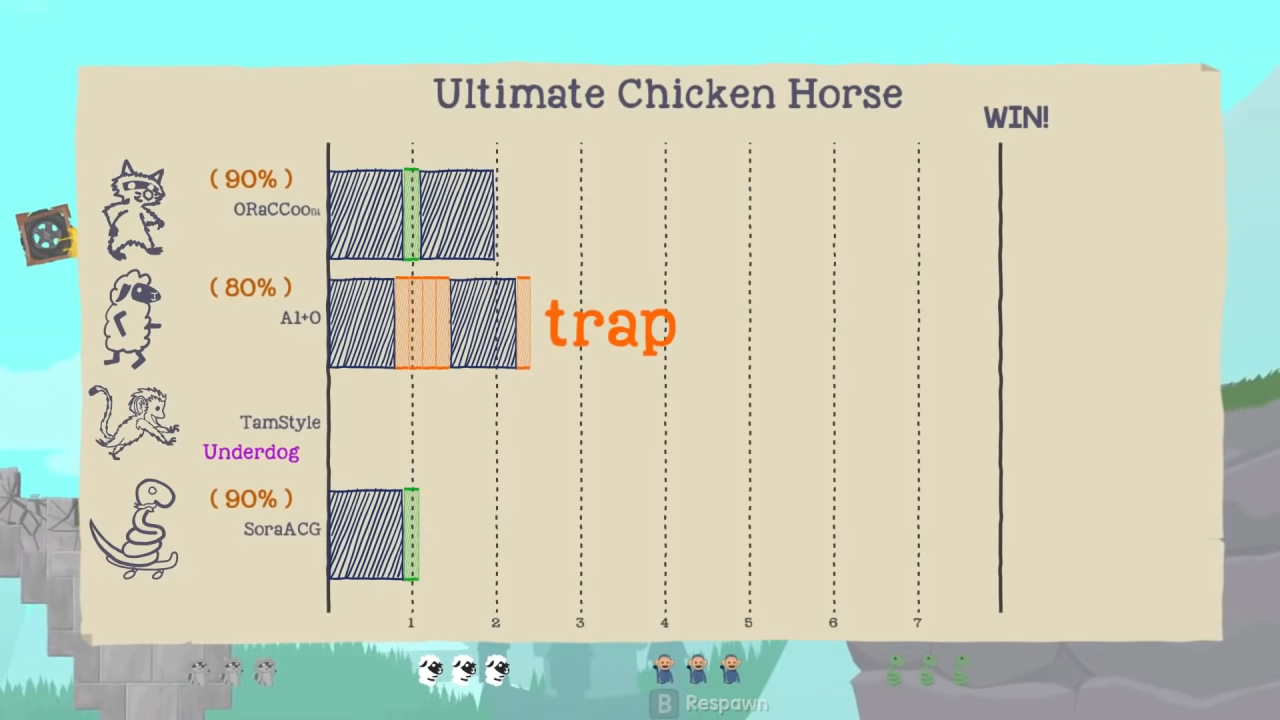 Ultimate Chicken Horse
WIN!
( 90% )
ORaCCoon
( 80% )
A1+0
trap
TamStyle
Underdog
( 90% )
SoraACG
1 2 3 4 5 6 7
B Respawn